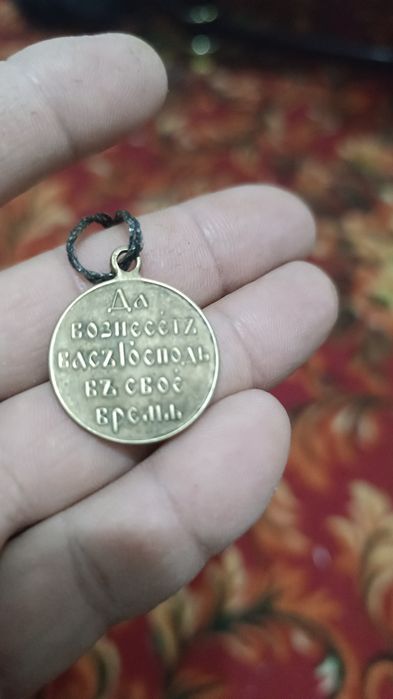 Да
вознесетъ
васъ Господь
въ свое
время